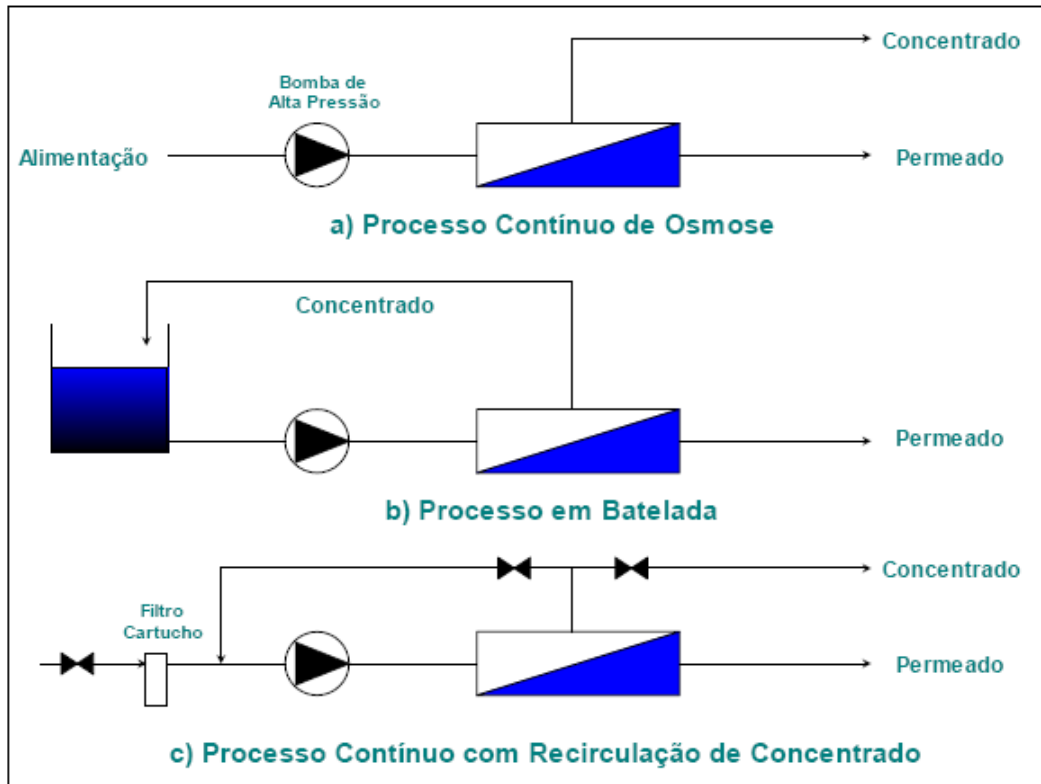 Concentrado
Bomba de
Alta Pressão
Alimentação
Permeado
a) Processo Contínuo de Osmose
Concentrado
Permeado
b) Processo em Batelada
Concentrado
Filtro
Cartucho
Permeado
c) Processo Contínuo com Recirculação de Concentrado